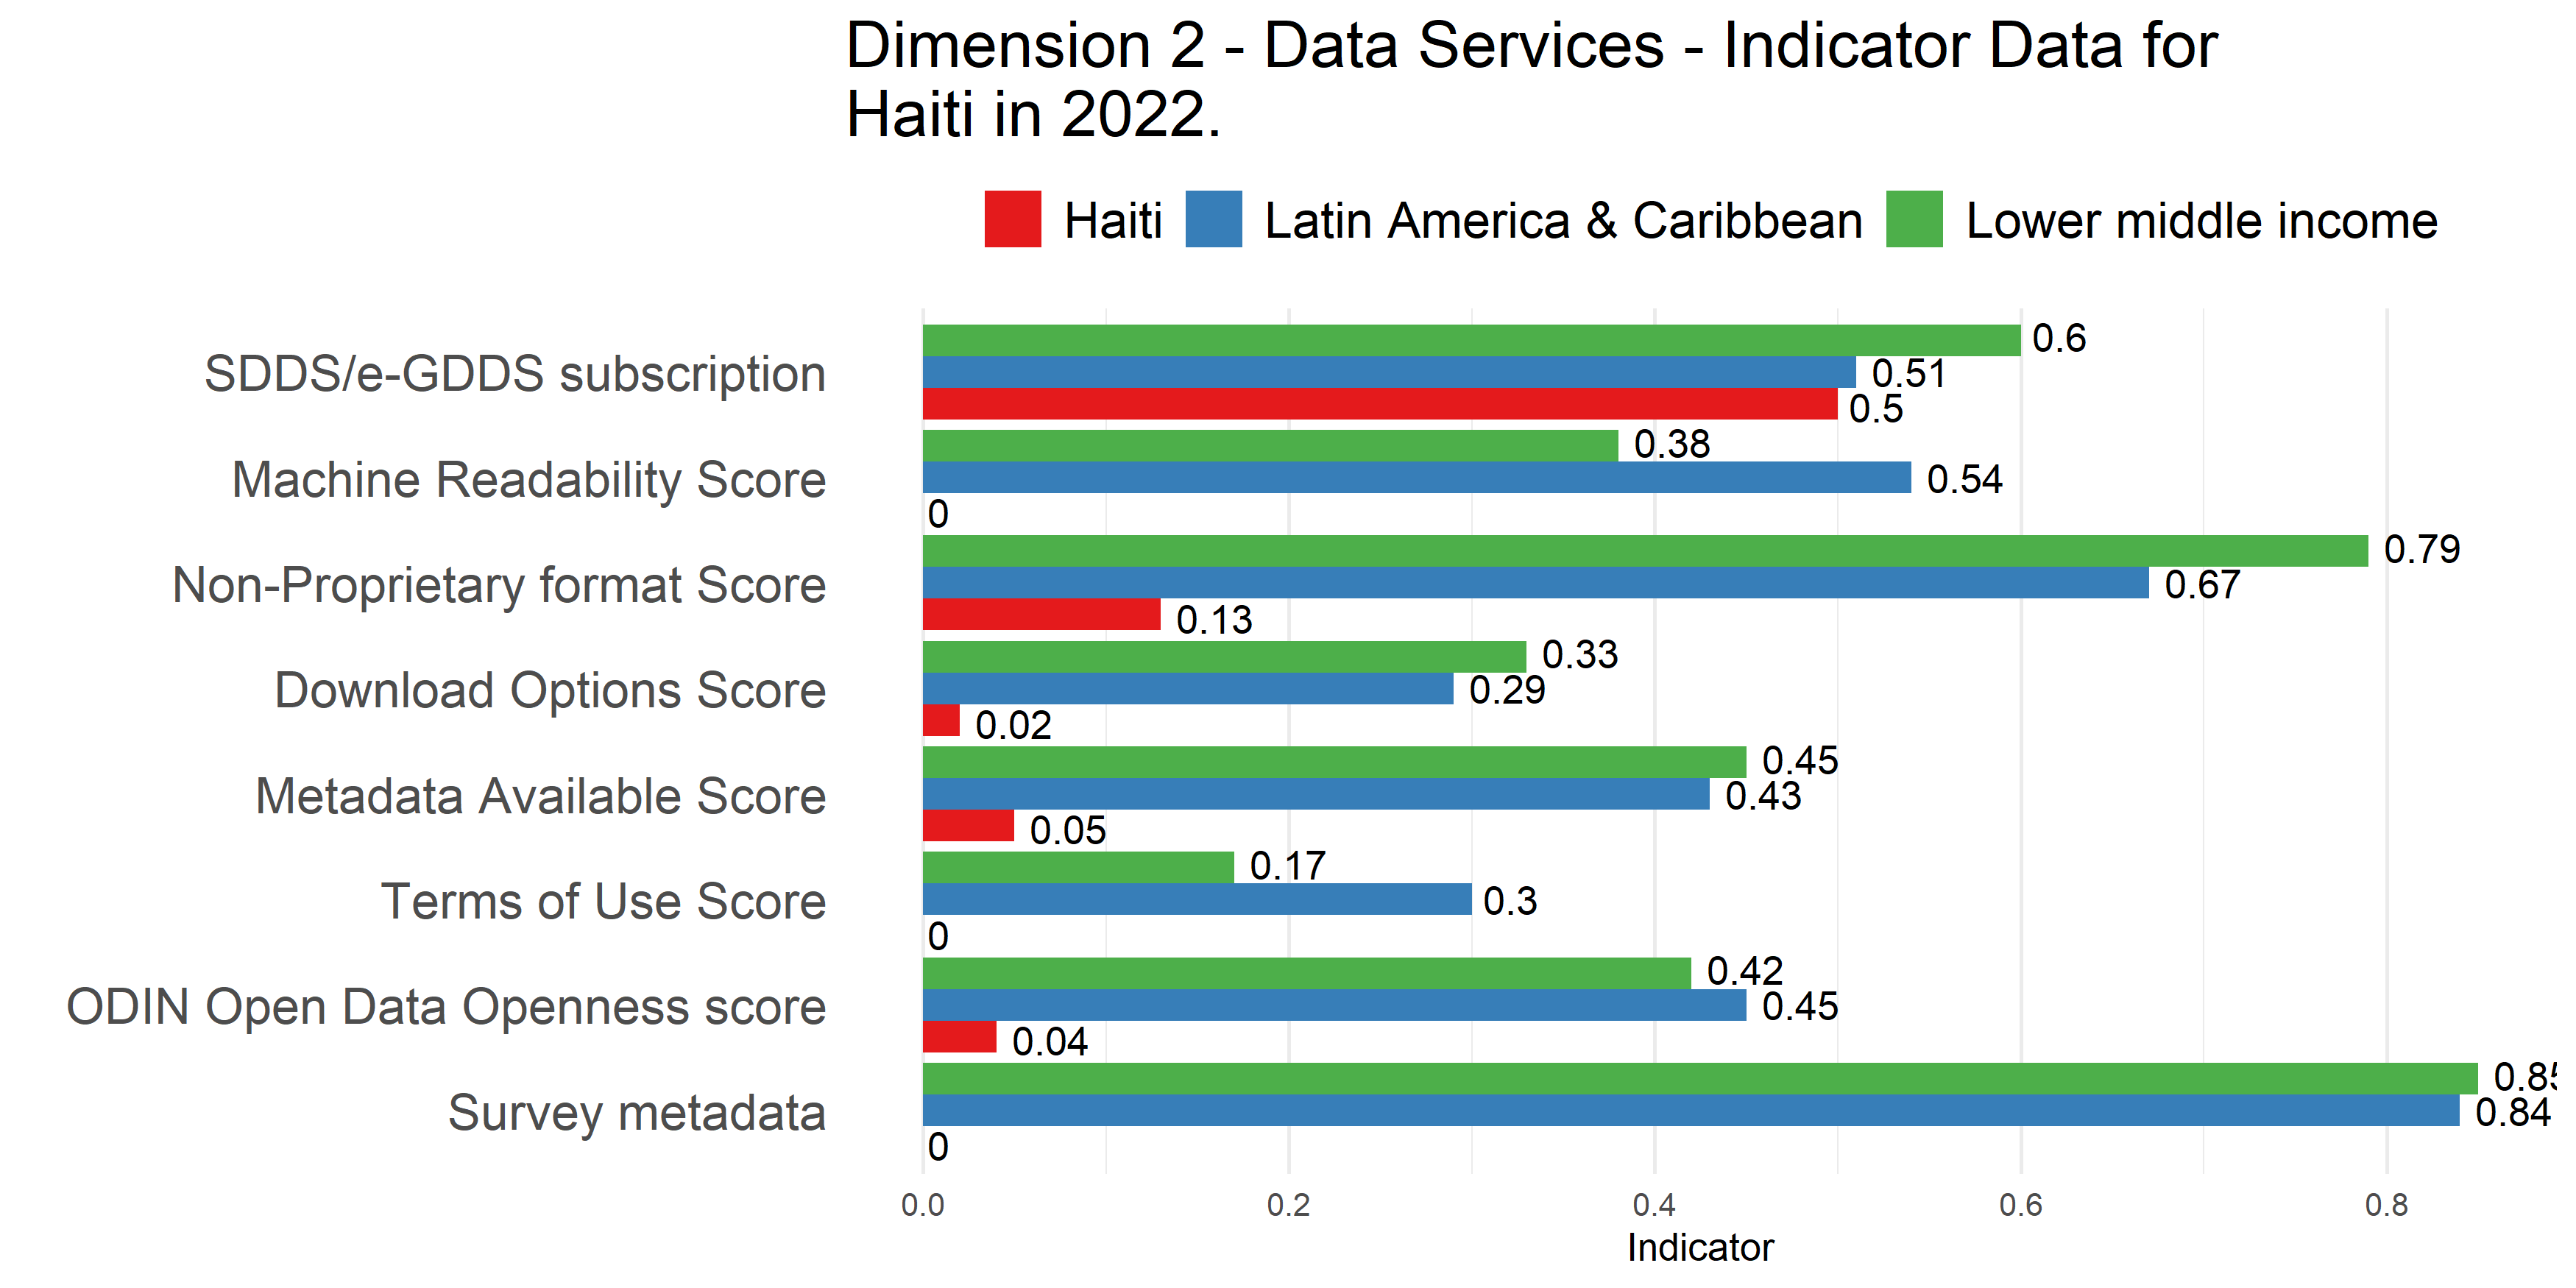 Dimension 2 - Data Services - Indicator Data for
Haiti in 2022.
Haiti Latin America & Caribbean Lower middle income
SDDS/e-GDDS subscription
0.6
0.51
0.5
Machine Readability Score
0.38
0.54
0
Non-Proprietary format Score
0.79
0.67
0.13
Download Options Score
0.33
0.29
0.02
Metadata Available Score
0.45
0.43
0.05
Terms of Use Score
0.17
0.3
0
ODIN Open Data Openness score
0.42
0.45
0.04
Survey metadata
0.85
0.84
0
0.0 0.2 0.4 0.6 0.8
Indicator